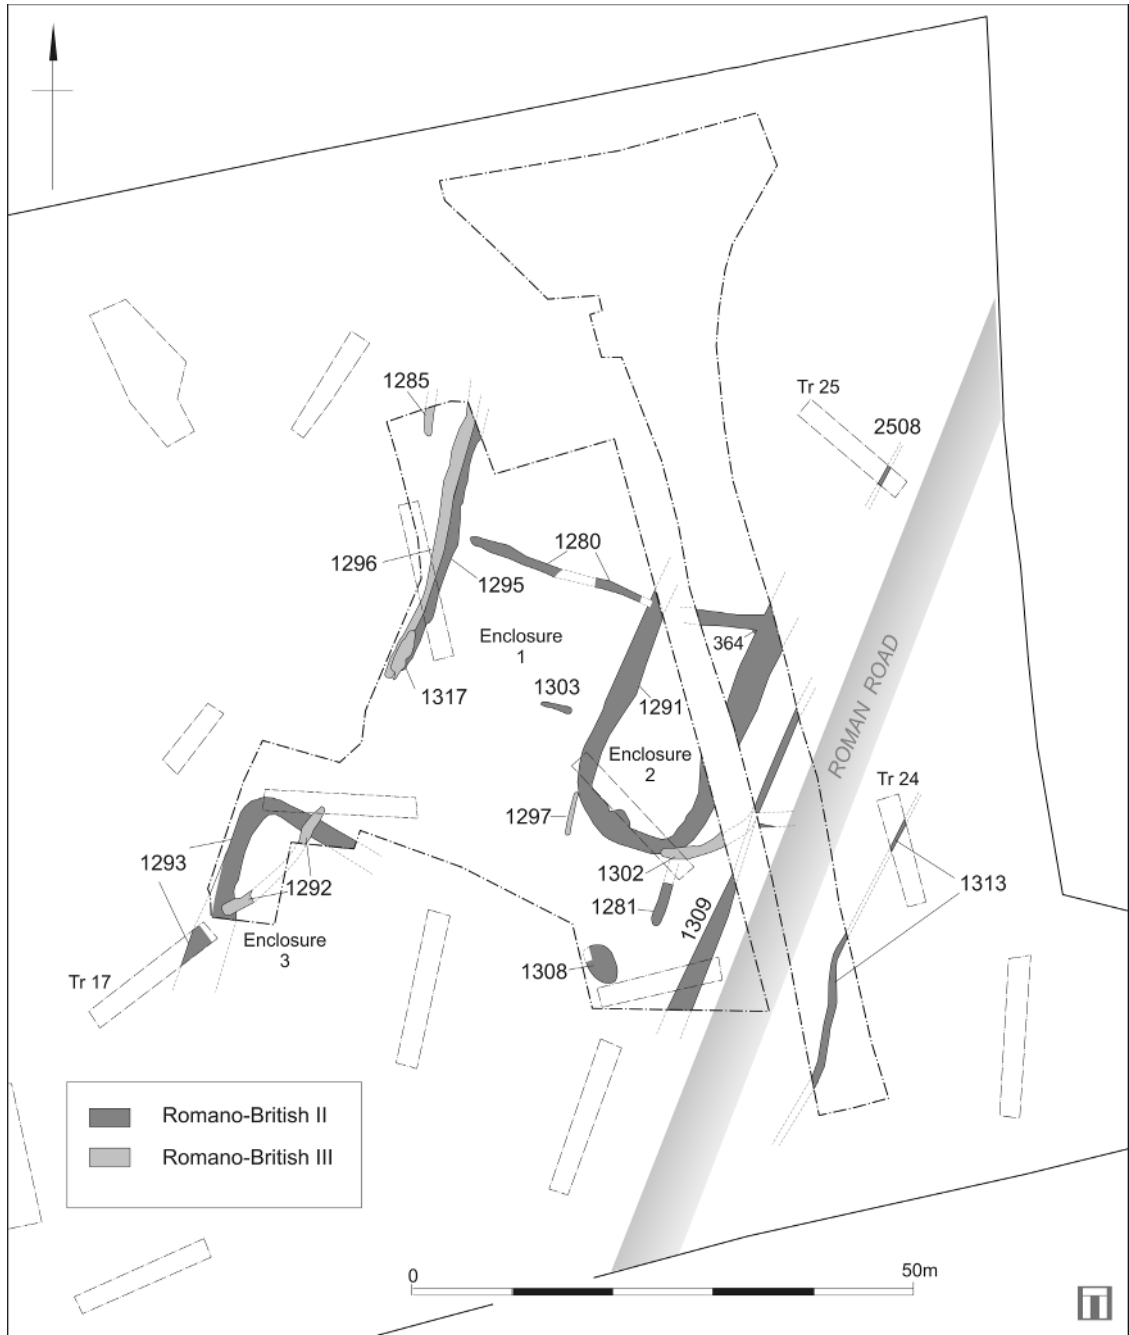 1285
Tr 25
2508
1280
1296
1295
Enclosure
1
364
1317
1303
1291
ROMAN ROAD
Enclosure
2
Tr 24
1297
1293
1302
1292
1281
1309
1313
Enclosure
3
1308
Tr 17
Romano-British II
Romano-British III
0
50m